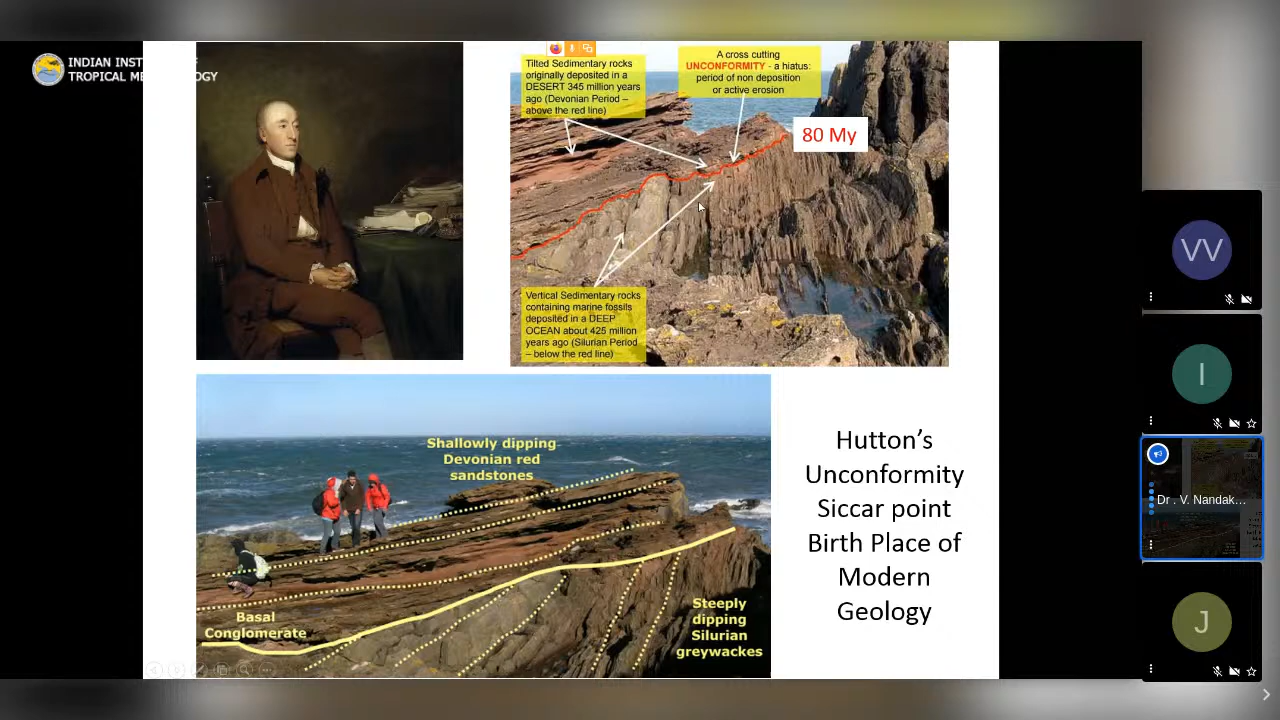 INDIAN INST
TROPICAL ME
OGY
Tilted Sedimentary rocks
originally deposited in a
DESERT 345 million years
ago (Devonian Period –
above the red line)
A cross cutting
UNCONFORMITY - a hiatus:
period of non deposition
or active erosion
80 My
Vertical Sedimentary rocks
containing marine fossils
deposited in a DEEP
OCEAN about 425 million
years ago (Silurian Period
– below the red line)
Shallowly dipping
Devonian red
sandstones
Basal
Conglomerate
Steeply
dipping
Silurian
greywackes
Hutton’s
Unconformity
Siccar point
Birth Place of
Modern
Geology
VV
I
Dr . V. Nandak...
J